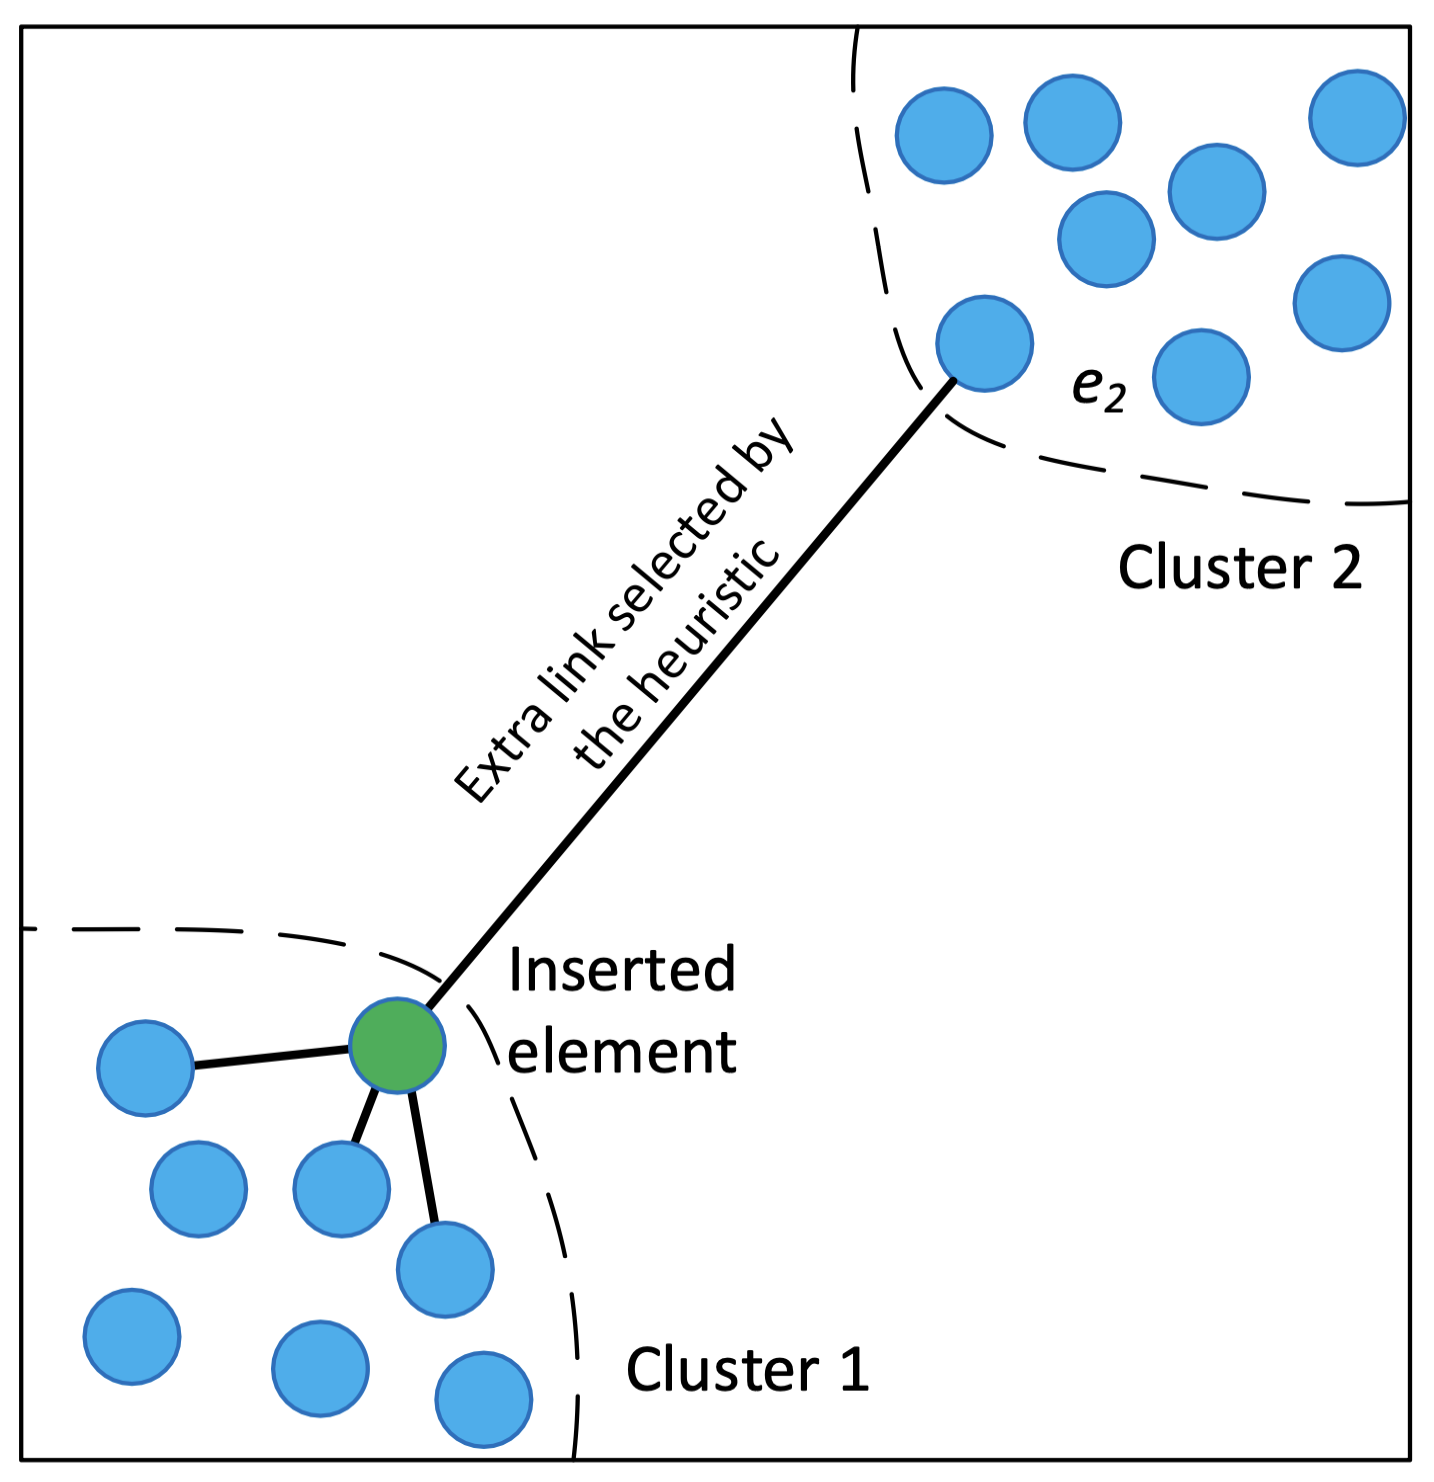 e2
Extra link selected by
the heuristic
Cluster 2
Inserted
element
Cluster 1